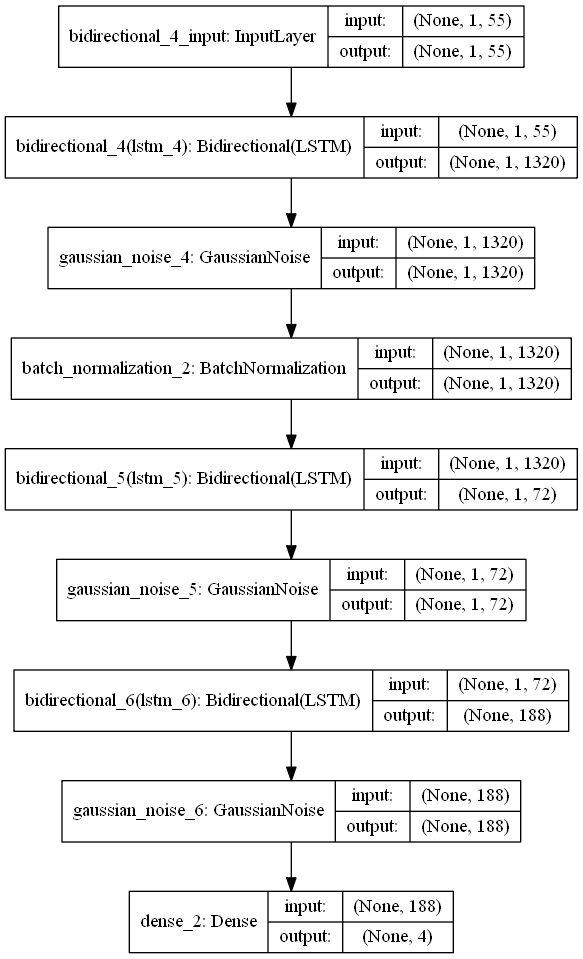 bidirectional_4_input: InputLayer input: (None, 1, 55)
output: (None, 1, 55)
bidirectional_4(lstm_4): Bidirectional(LSTM) input: (None, 1, 55)
output: (None, 1, 1320)
gaussian_noise_4: GaussianNoise input: (None, 1, 1320)
output: (None, 1, 1320)
batch_normalization_2: BatchNormalization input: (None, 1, 1320)
output: (None, 1, 1320)
bidirectional_5(lstm_5): Bidirectional(LSTM) input: (None, 1, 1320)
output: (None, 1, 72)
gaussian_noise_5: GaussianNoise input: (None, 1, 72)
output: (None, 1, 72)
bidirectional_6(lstm_6): Bidirectional(LSTM) input: (None, 1, 72)
output: (None, 188)
gaussian_noise_6: GaussianNoise input: (None, 188)
output: (None, 188)
dense_2: Dense input: (None, 188)
output: (None, 4)